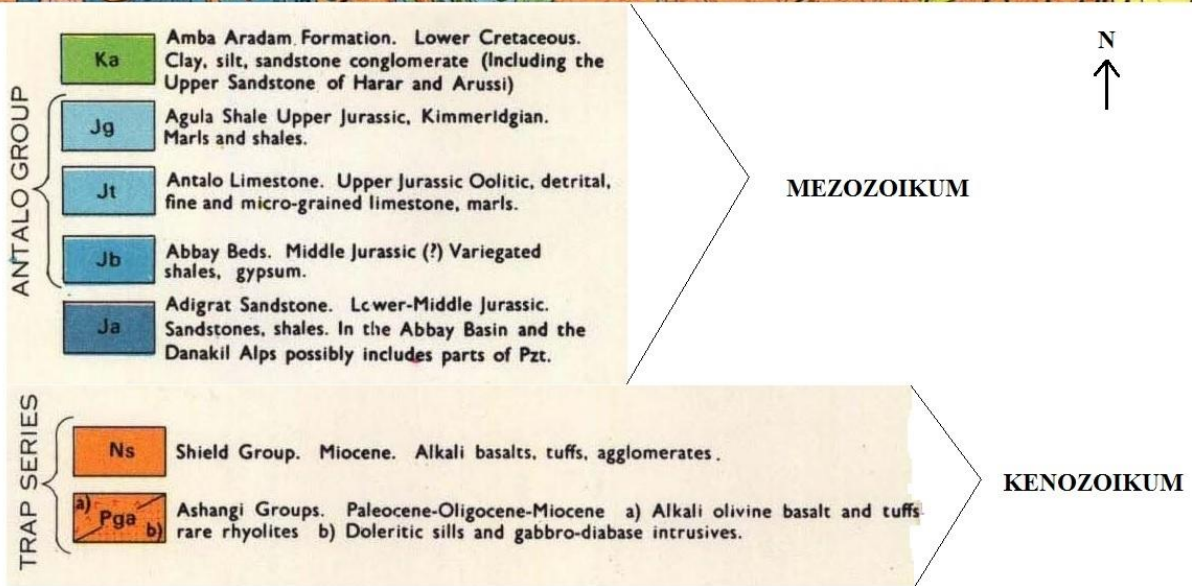 ANTALO GROUP
Ka
Amba Aradam Formation. Lower Cretaceous.
Clay, silt, sandstone conglomerate (Including the
Upper Sandstone of Harar and Arussi)
Jg
Agula Shale Upper Jurassic, Kimmeridgian.
Marls and shales.
Jt
Antalo Limestone. Upper Jurassic Oolitic, detrital,
fine and micro-grained limestone, marls.
Jb
Abbay Beds. Middle Jurassic (?) Variegated
shales, gypsum.
Ja
Adigrat Sandstone. Lower-Middle Jurassic.
Sandstones, shales. In the Abbay Basin and the
Danakil Alps possibly includes parts of Pzt.
MEZOZOIKUM
N
TRAP SERIES
Ns
Shield Group. Miocene. Alkali basalts, tuffs, agglomerates.
a) Pga b)
Ashangi Groups. Paleocene-Oligocene-Miocene a) Alkali olivine basalt and tuffs
rare rhyolites b) Doleritic sills and gabbro-diabase intrusives.
KENOZOIKUM